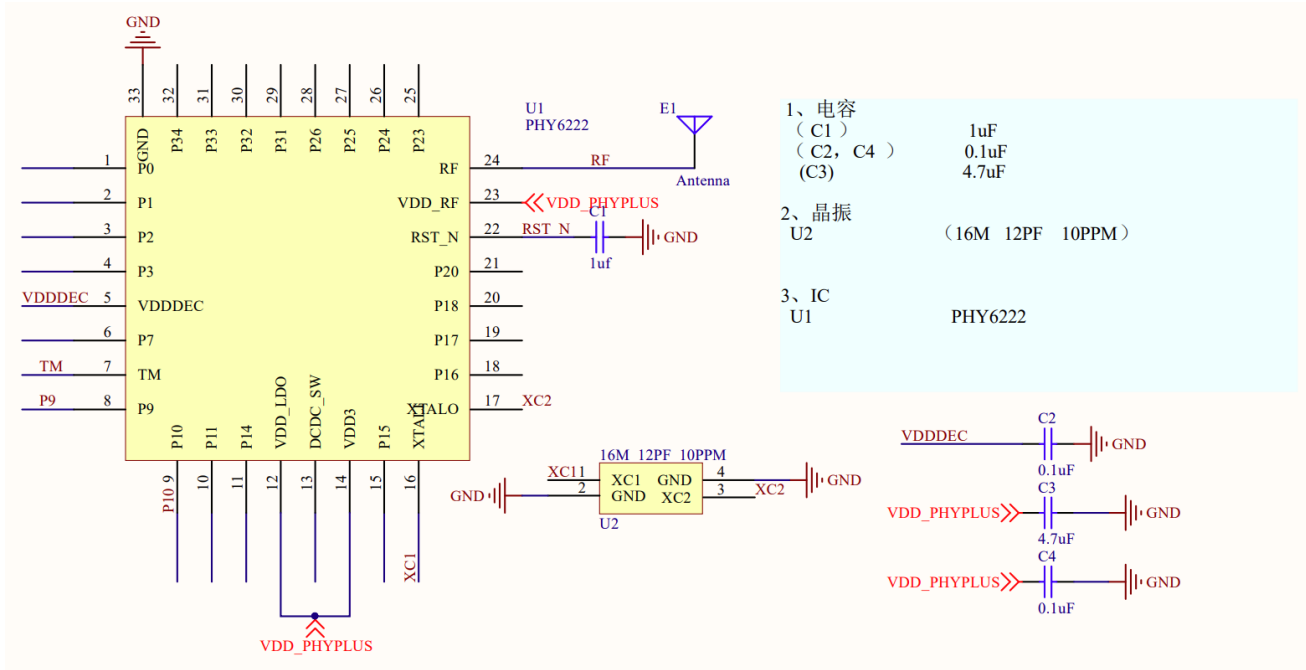 GND
33
32
31
30
29
28
27
26
25
GND
P34
P33
P32
P31
P26
P25
P24
P23
U1
PHY6222
E1
Antenna
1 P0
2 P1
3 P2
4 P3
VDDDEC 5 VDDDEC
6 P7
TM 7 TM
P9 8 P9
RF 24 RF
VDD_RF 23 VDD_PHYPLUS
RST_N 22 RST_N
C1
1uf
GND
P20 21
P18 20
P17 19
P16 18
XTALO 17 XC2
P10
P11
P14
VDD_LDO
DCDC_SW
VDD3
P15
XTALI
P10 9
10
11
12
13
14
15
16
XC1
VDD_PHYPLUS
16M 12PF 10PPM
XC1 1 XC1 GND 4 GND
GND 2 GND XC2 3 XC2
U2
1、电容
（ C1 ） 1uF
（ C2，C4 ） 0.1uF
(C3) 4.7uF
2、晶振
U2 （16M 12PF 10PPM）
3、IC
U1 PHY6222
C2
VDDDEC GND
0.1uF
C3
VDD_PHYPLUS GND
4.7uF
C4
VDD_PHYPLUS GND
0.1uF